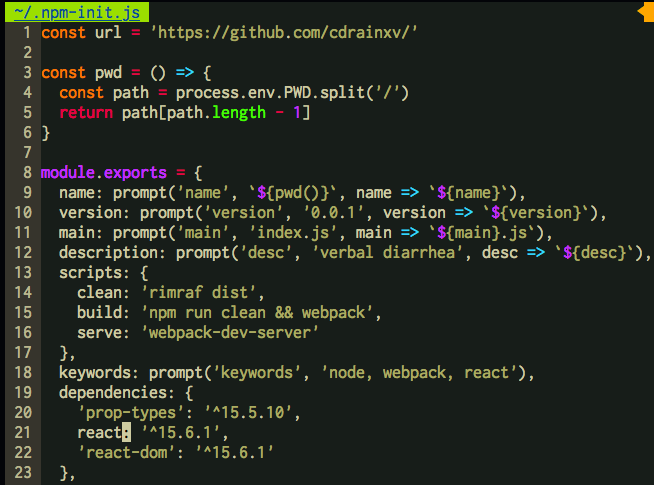 ~/.npm-init.js
1 const url = 'https://github.com/cdrainxv/'
2
3 const pwd = () => {
4   const path = process.env.PWD.split('/')
5   return path[path.length - 1]
6 }
7
8 module.exports = {
9   name: prompt('name', `${pwd()}`, name => `${name}`),
10   version: prompt('version', '0.0.1', version => `${version}`),
11   main: prompt('main', 'index.js', main => `${main}.js`),
12   description: prompt('desc', 'verbal diarrhea', desc => `${desc}`),
13   scripts: {
14     clean: 'rimraf dist',
15     build: 'npm run clean && webpack',
16     serve: 'webpack-dev-server'
17   },
18   keywords: prompt('keywords', 'node, webpack, react'),
19   dependencies: {
20     'prop-types': '^15.5.10',
21     react: '^15.6.1',
22     'react-dom': '^15.6.1'
23   },